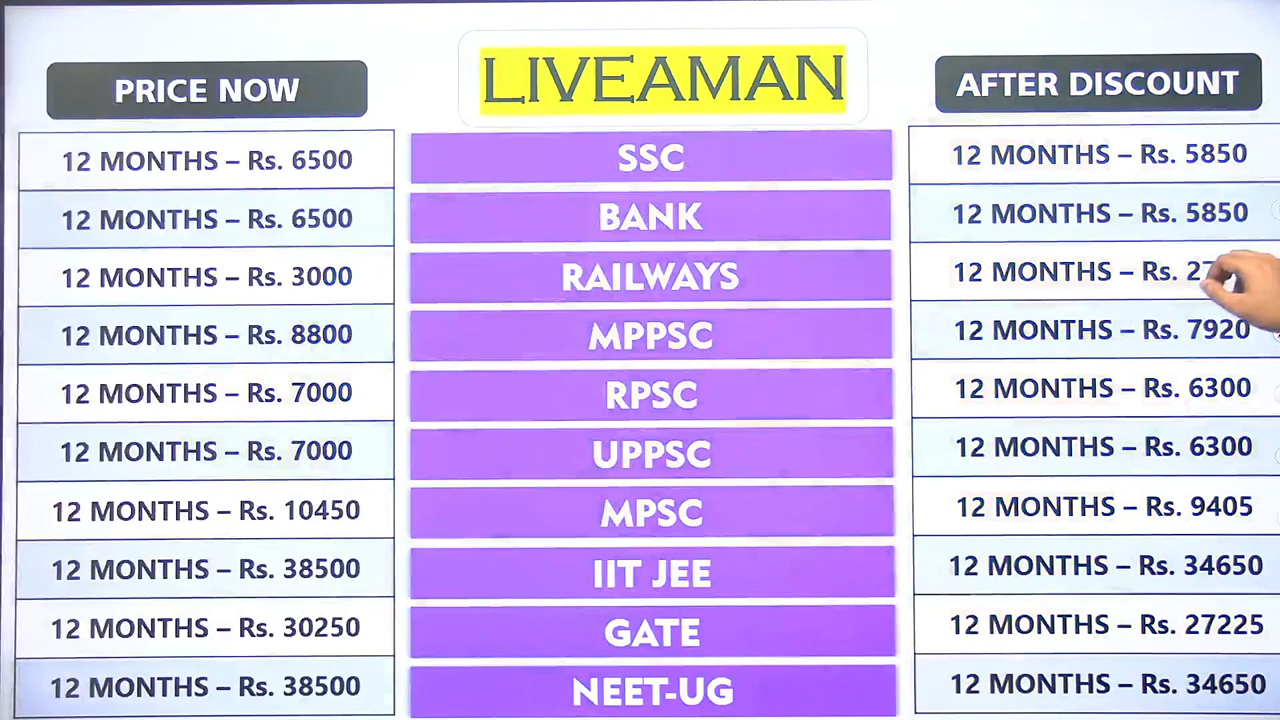 PRICE NOW
LIVEAMAN
AFTER DISCOUNT
12 MONTHS – Rs. 6500
SSC
12 MONTHS – Rs. 5850
12 MONTHS – Rs. 6500
BANK
12 MONTHS – Rs. 5850
12 MONTHS – Rs. 3000
RAILWAYS
12 MONTHS – Rs.
12 MONTHS – Rs. 8800
MPPSC
12 MONTHS – Rs. 7920
12 MONTHS – Rs. 7000
RPSC
12 MONTHS – Rs. 6300
12 MONTHS – Rs. 7000
UPPSC
12 MONTHS – Rs. 6300
12 MONTHS – Rs. 10450
MPSC
12 MONTHS – Rs. 9405
12 MONTHS – Rs. 38500
IIT JEE
12 MONTHS – Rs. 34650
12 MONTHS – Rs. 30250
GATE
12 MONTHS – Rs. 27225
12 MONTHS – Rs. 38500
NEET-UG
12 MONTHS – Rs. 34650